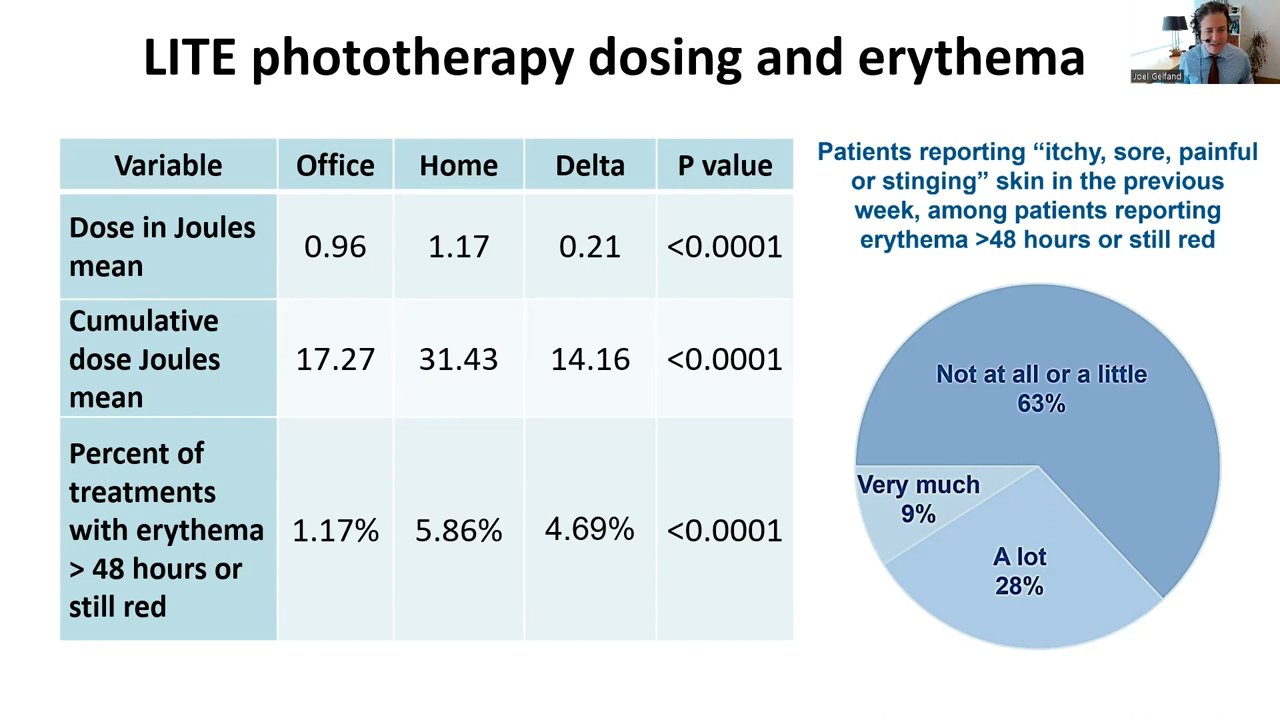 LITE phototherapy dosing and erythema
Joel Gelfand
Variable Office Home Delta P value
Dose in Joules
mean
0.96 1.17 0.21 <0.0001
Cumulative
dose Joules
mean
17.27 31.43 14.16 <0.0001
Percent of
treatments
with erythema
> 48 hours or
still red
1.17% 5.86% 4.69% <0.0001
Patients reporting “itchy, sore, painful
or stinging” skin in the previous
week, among patients reporting
erythema >48 hours or still red
Not at all or a little
63%
Very much
9%
A lot
28%